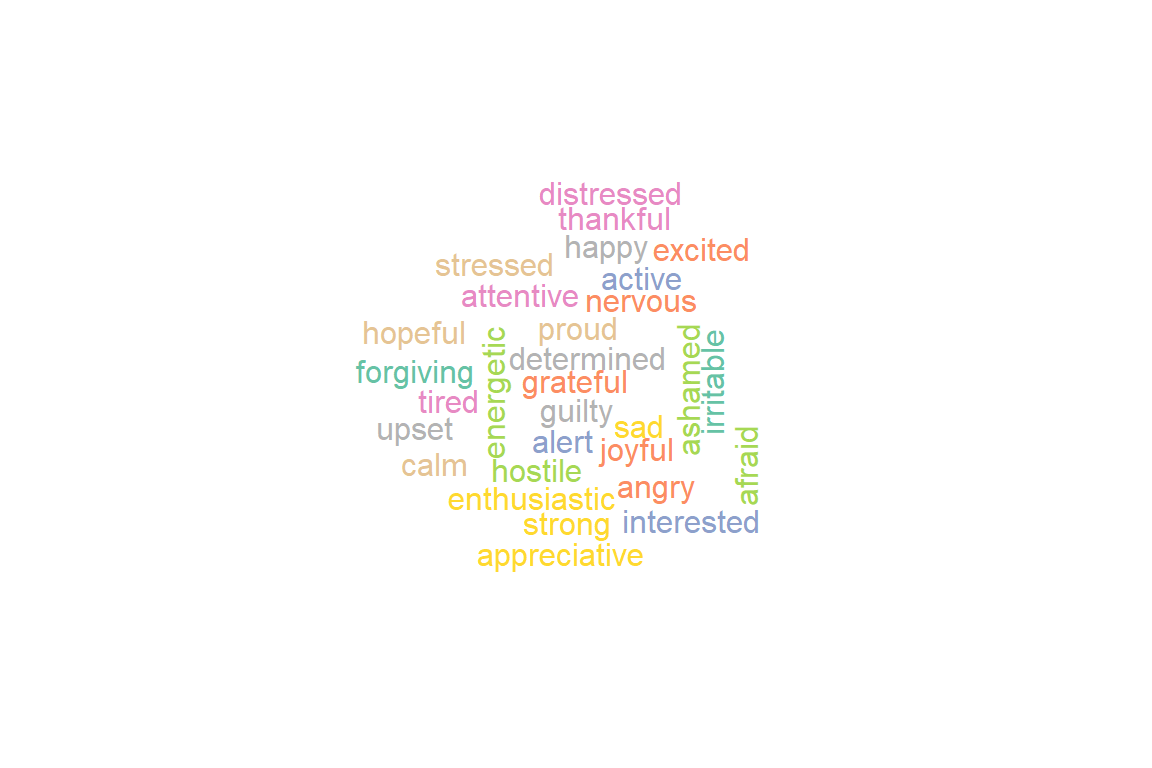 distressed
thankful
happy excited
stressed
active
attentive nervous
hopeful
proud
energetic
determined
ashamed
irritable
forgiving
grateful
tired
guilty
upset
sad
alert
joyful
afraid
calm
hostile
angry
enthusiastic
strong
interested
appreciative